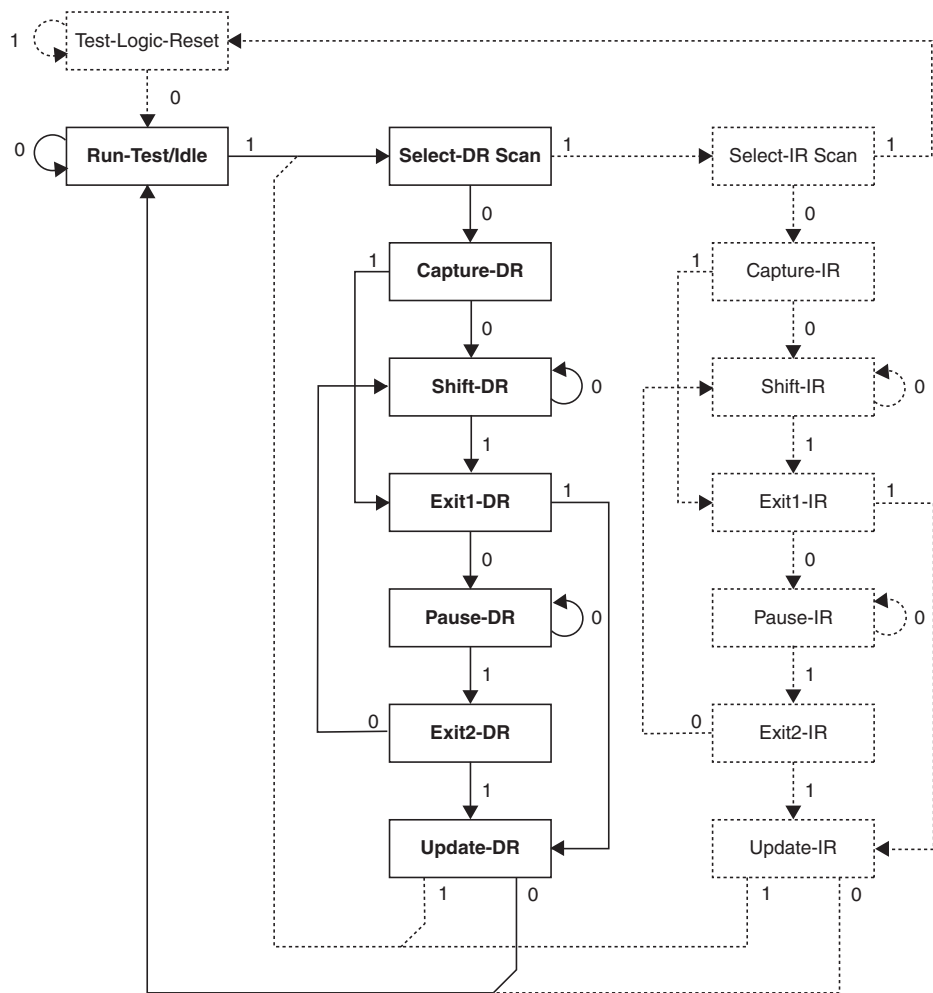 1
Test-Logic-Reset
0
0
Run-Test/Idle
1
Select-DR Scan
1
Select-IR Scan
1
0
0
1
Capture-DR
1
Capture-IR
0
0
Shift-DR
0
Shift-IR
0
1
1
Exit1-DR
1
Exit1-IR
1
0
0
Pause-DR
0
Pause-IR
0
1
1
0
Exit2-DR
0
Exit2-IR
1
1
Update-DR
Update-IR
1
0
1
0